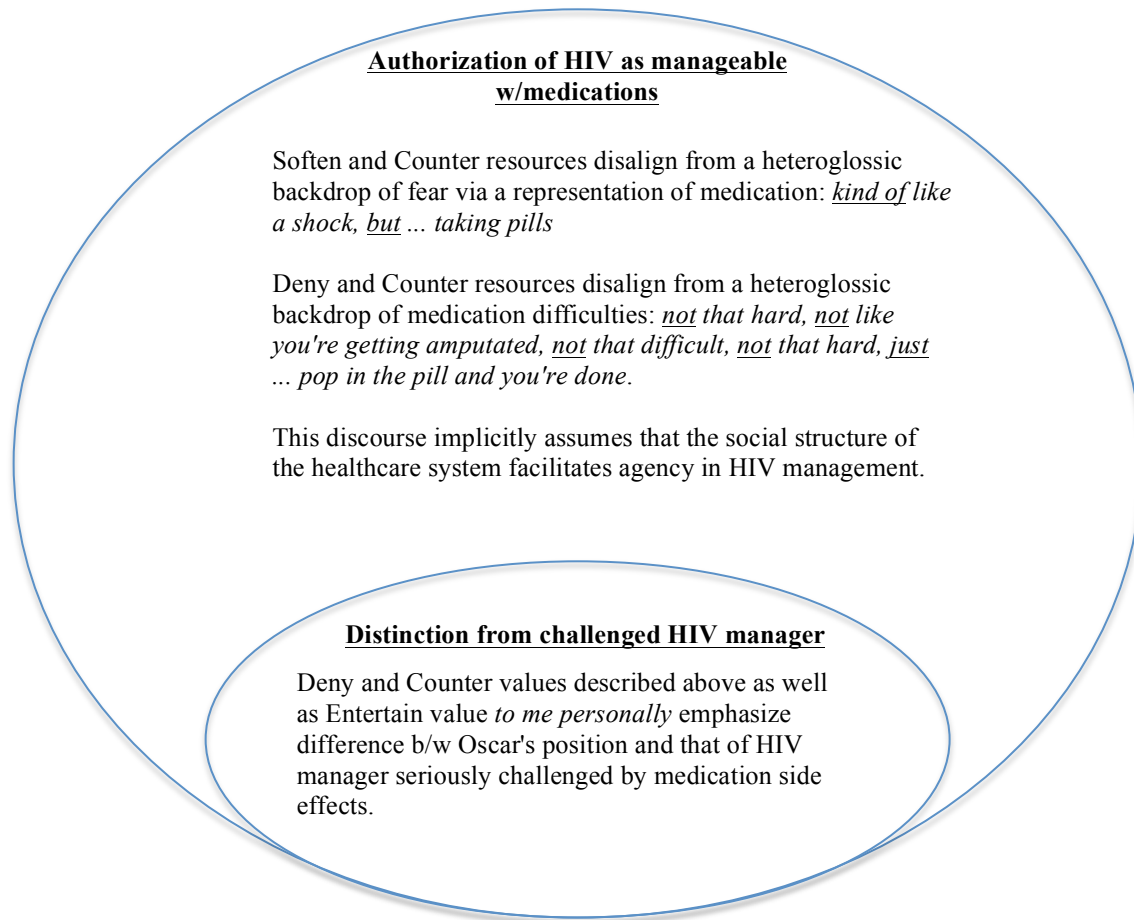 Authorization of HIV as manageable
w/medications
Soften and Counter resources disalign from a heteroglossic
backdrop of fear via a representation of medication: kind of like
a shock, but ... taking pills
Deny and Counter resources disalign from a heteroglossic
backdrop of medication difficulties: not that hard, not like
you're getting amputated, not that difficult, not that hard, just
... pop in the pill and you're done.
This discourse implicitly assumes that the social structure of
the healthcare system facilitates agency in HIV management.
Distinction from challenged HIV manager
Deny and Counter values described above as well
as Entertain value to me personally emphasize
difference b/w Oscar's position and that of HIV
manager seriously challenged by medication side
effects.